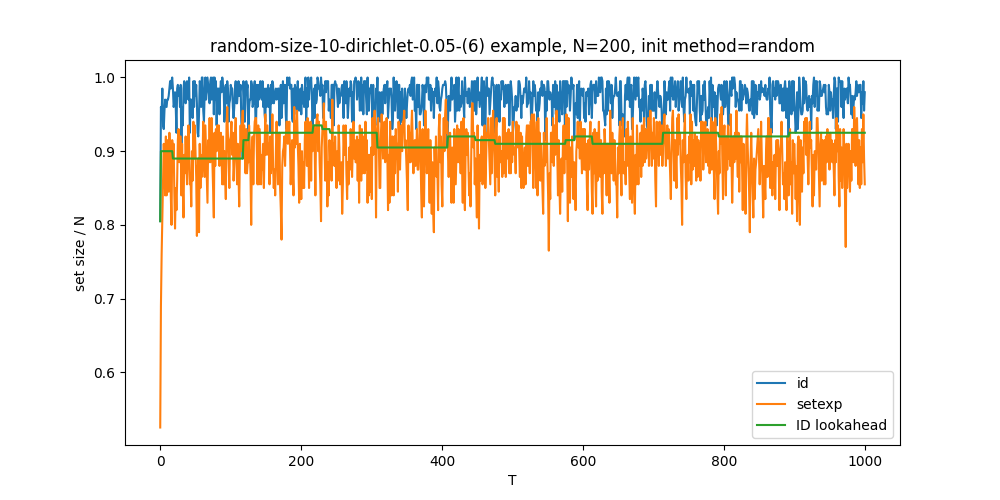 random-size-10-dirichlet-0.05-(6) example, N=200, init method=random
1.0
0.9
0.8
0.7
0.6
set size / N
0
200
400
600
800
1000
T
id
setexp
ID lookahead